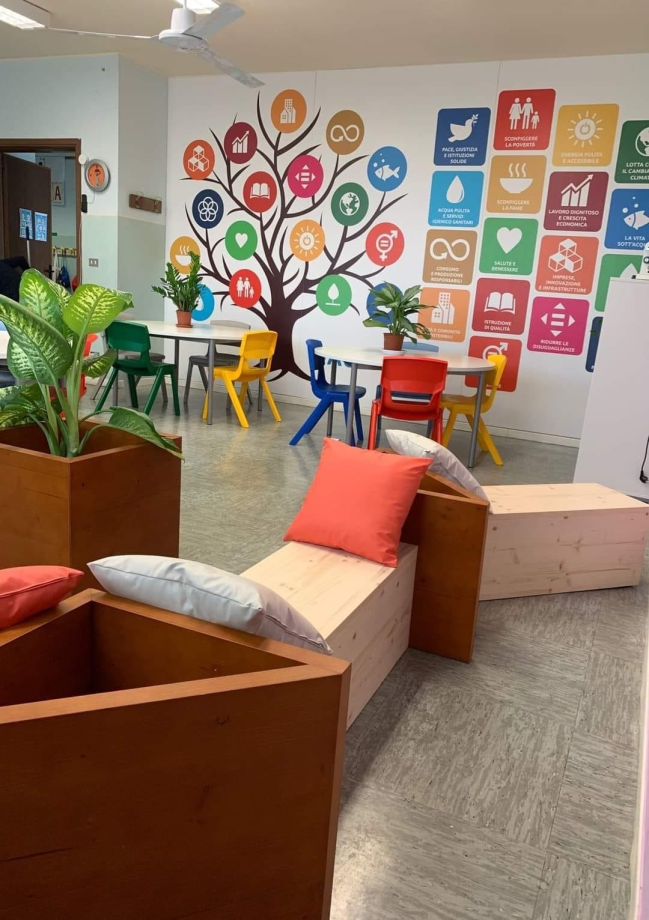 PACE, GIUSTIZIA
E ISTITUZIONI
SOLIDE
SCONFIGGERE
LA POVERTÀ
ENERGIA PULITA
E ACCESSIBILE
LOTTA C
IL CAMBIA
CLIMAT
ACQUA PULITA
E SERVIZI
IGIENICO SANITARI
SCONFIGGERE
LA FAME
LAVORO DIGNITOSO
E CRESCITA
ECONOMICA
LA VITA
SOTT'ACQU
CONSUMO
E PRODUZIONE
RESPONSABILI
SALUTE E
BENESSERE
IMPRESE,
INNOVAZIONE
E INFRASTRUTTURE
ISTRUZIONE
DI QUALITÀ
RIDURRE LE
DISUGUAGLIANZE
A